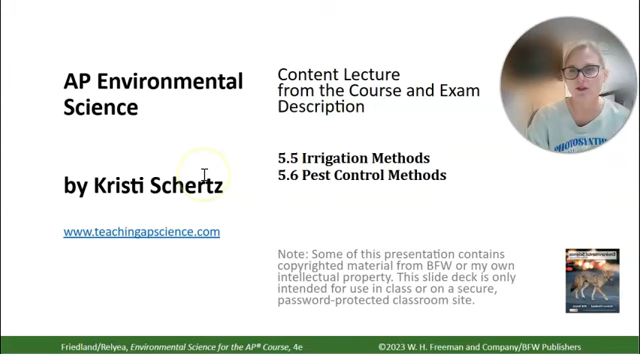 AP Environmental
Science
by Kristi Schertz
www.teachingapscience.com
Content Lecture
from the Course and Exam
Description
5.5 Irrigation Methods
5.6 Pest Control Methods
Note: Some of this presentation contains
copyrighted material from BFW or my own
intellectual property. This slide deck is only
intended for use in class or on a secure,
password-protected classroom site.
Friedland/Relyea, Environmental Science for the AP® Course, 4e
©2023 W. H. Freeman and Company/BFW Publishers